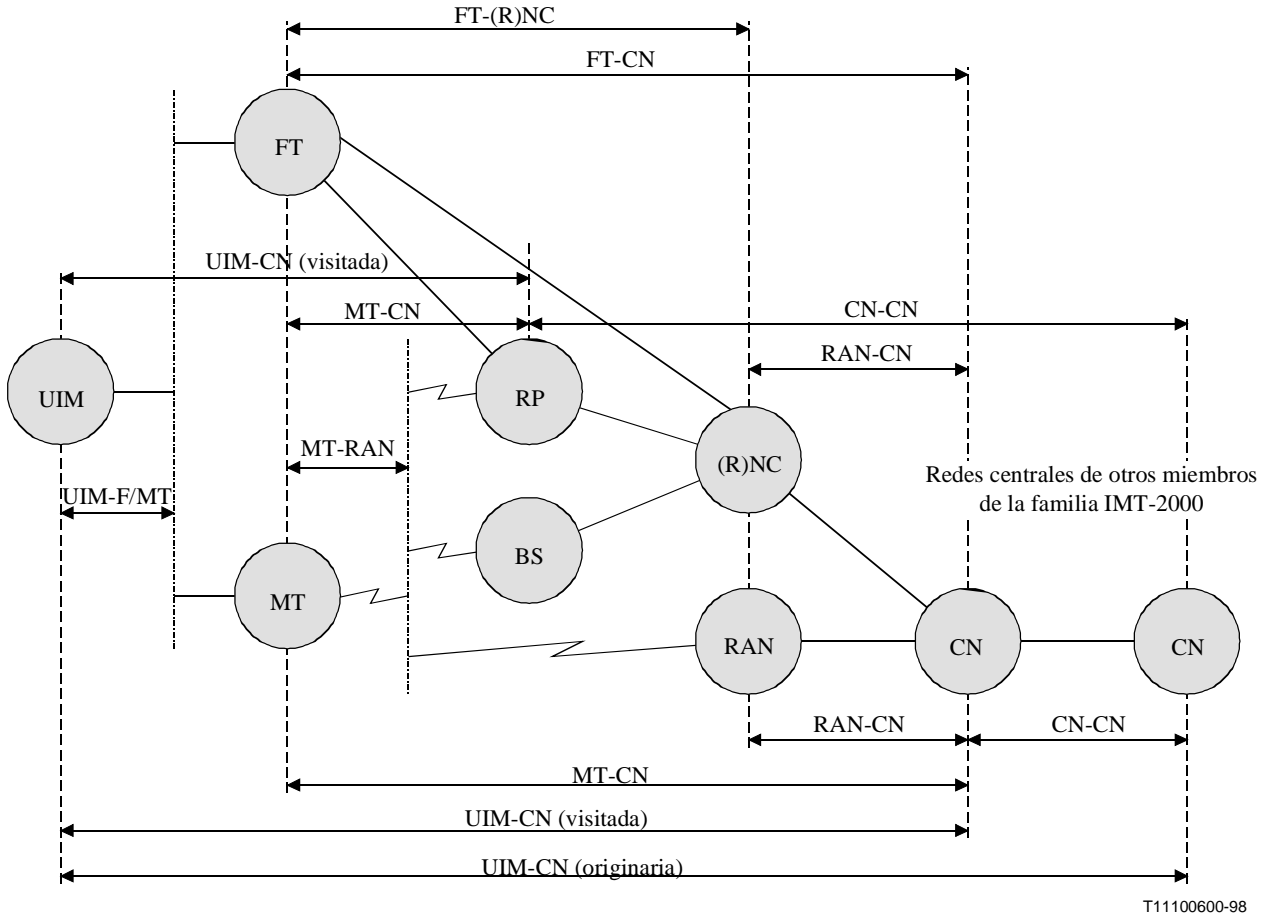 FT-(R)NC
FT-CN
FT
UIM-CN (visitada)
MT-CN
CN-CN
RAN-CN
UIM
RP
MT-RAN
(R)NC
Redes centrales de otros miembros
de la familia IMT-2000
UIM-F/MT
BS
MT
RAN
CN
CN
RAN-CN
CN-CN
MT-CN
UIM-CN (visitada)
UIM-CN (originaria)
T11100600-98